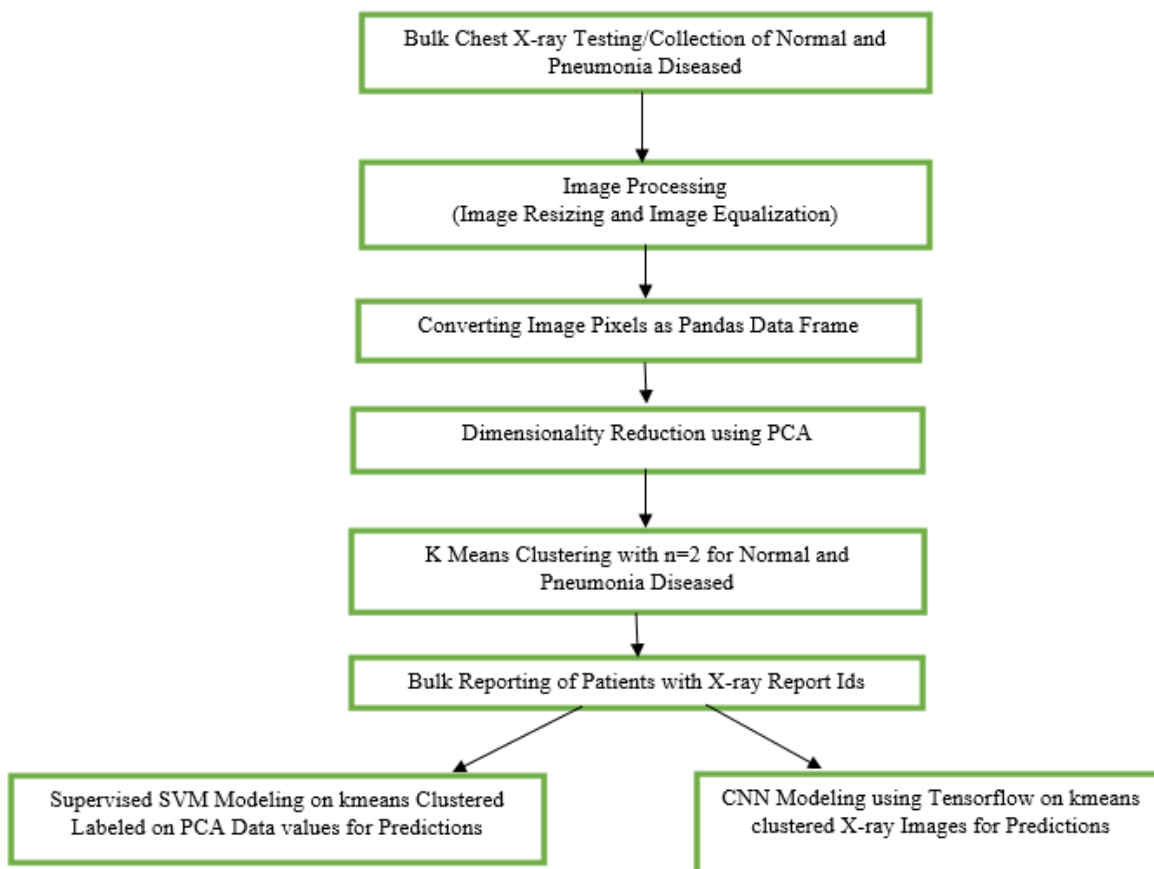 Bulk Chest X-ray Testing/Collection of Normal and
Pneumonia Diseased
Image Processing
(Image Resizing and Image Equalization)
Converting Image Pixels as Pandas Data Frame
Dimensionality Reduction using PCA
K Means Clustering with n=2 for Normal and
Pneumonia Diseased
Bulk Reporting of Patients with X-ray Report Ids
Supervised SVM Modeling on kmeans Clustered
Labeled on PCA Data values for Predictions
CNN Modeling using Tensorflow on kmeans
clustered X-ray Images for Predictions